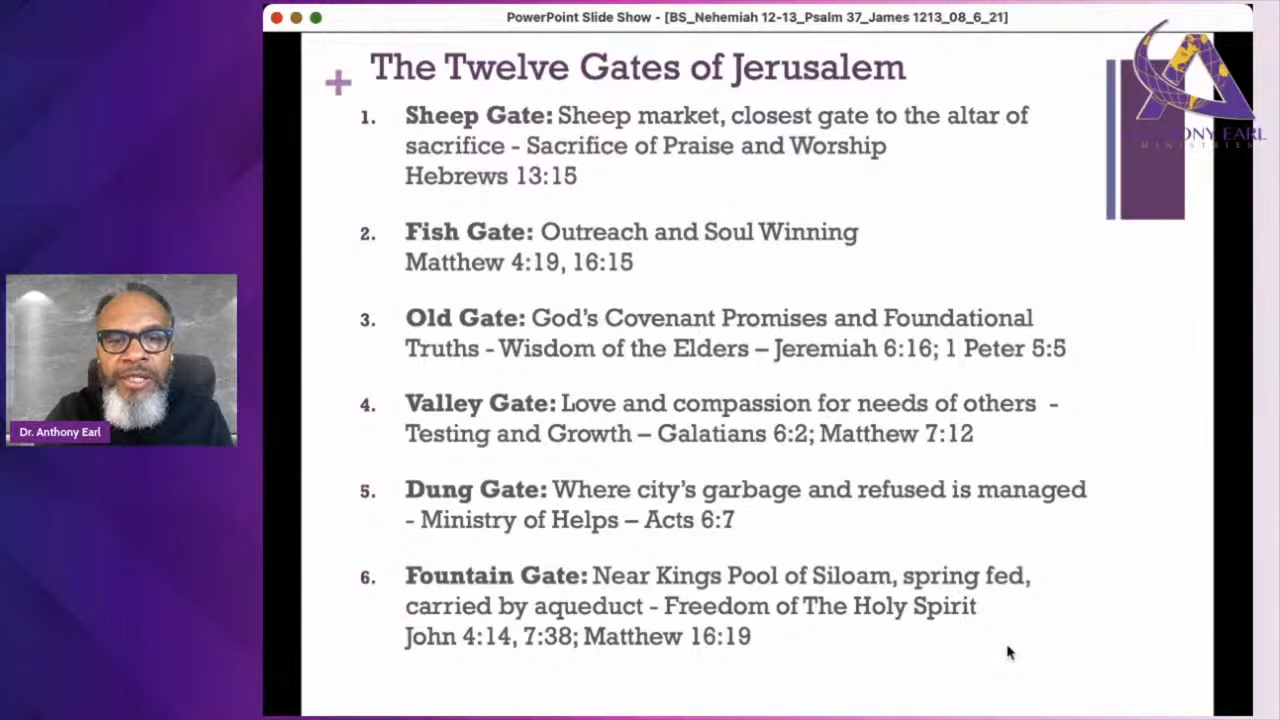 PowerPoint Slide Show - [BS_Nehemiah 12-13_Psalm 37_James 1213_08_6_21]
The Twelve Gates of Jerusalem
1. Sheep Gate: Sheep market, closest gate to the altar of
sacrifice - Sacrifice of Praise and Worship
Hebrews 13:15
2. Fish Gate: Outreach and Soul Winning
Matthew 4:19, 16:15
3. Old Gate: God's Covenant Promises and Foundational
Truths - Wisdom of the Elders – Jeremiah 6:16; 1 Peter 5:5
4. Valley Gate: Love and compassion for needs of others -
Testing and Growth – Galatians 6:2; Matthew 7:12
5. Dung Gate: Where city's garbage and refused is managed
- Ministry of Helps – Acts 6:7
6. Fountain Gate: Near Kings Pool of Siloam, spring fed,
carried by aqueduct - Freedom of The Holy Spirit
John 4:14, 7:38; Matthew 16:19
ANTHONY EARL
MINISTRIES
Dr. Anthony Earl